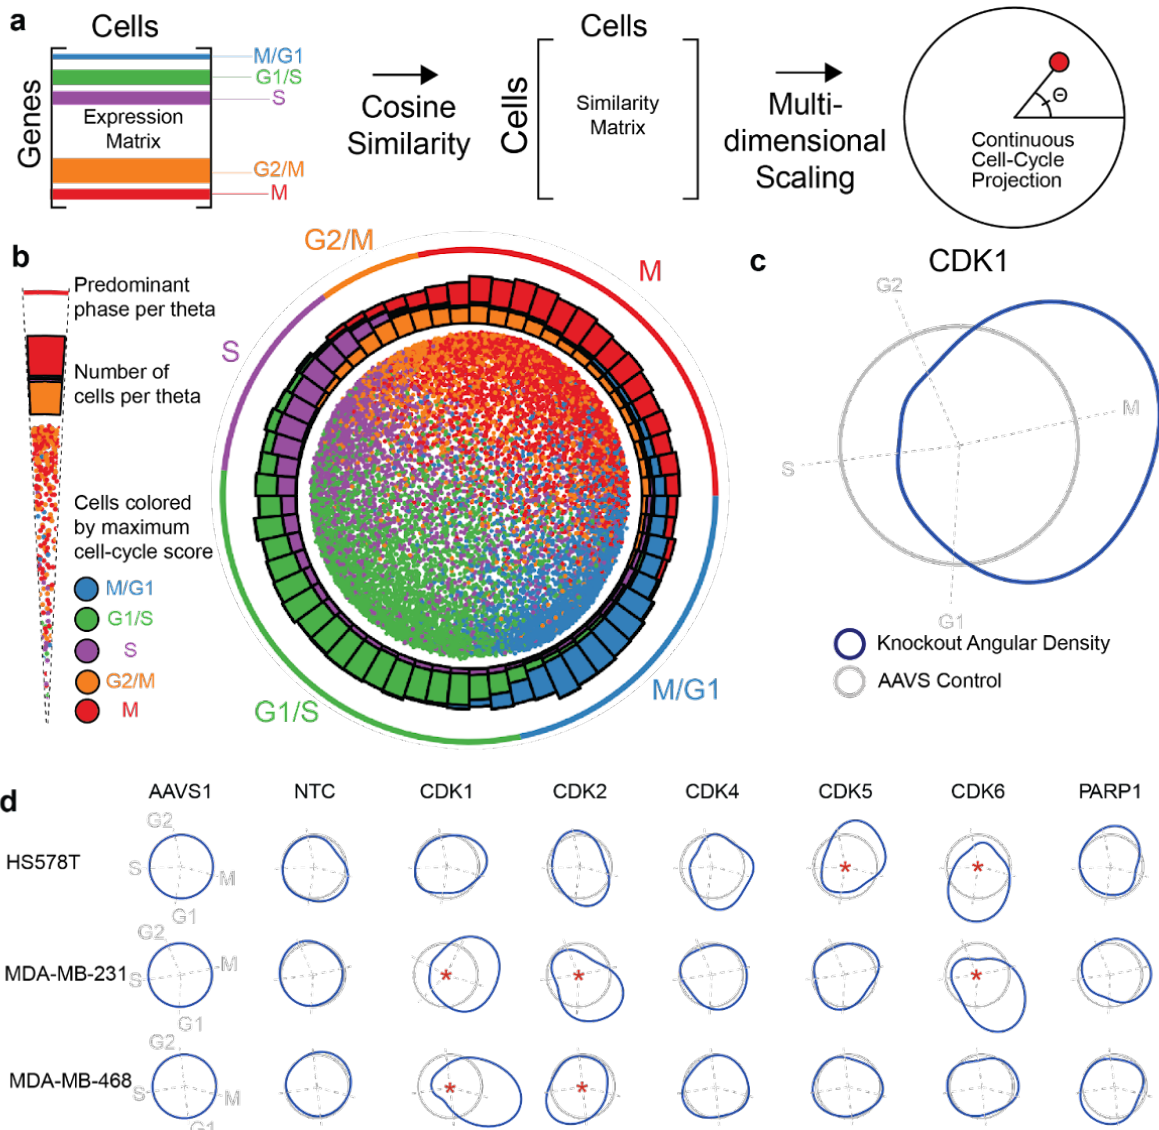 a
Cells
Genes
M/G1
G1/S
S
Expression
Matrix
G2/M
M
Cosine
Similarity
Cells
Cells
Similarity
Matrix
Multi-
dimensional
Scaling
Θ
Continuous
Cell-Cycle
Projection
b
Predominant
phase per theta
Number of
cells per theta
Cells colored
by maximum
cell-cycle score
M/G1
G1/S
S
G2/M
M
G2/M
M
S
G1/S
M/G1
c
CDK1
G2
M
S
G1
Knockout Angular Density
AAVS Control
d
AAVS1 NTC CDK1 CDK2 CDK4 CDK5 CDK6 PARP1
HS578T
G2
S
M
G1
* *
MDA-MB-231
G2
S
M
G1
* * *
MDA-MB-468
G2
S
M
G1
* *